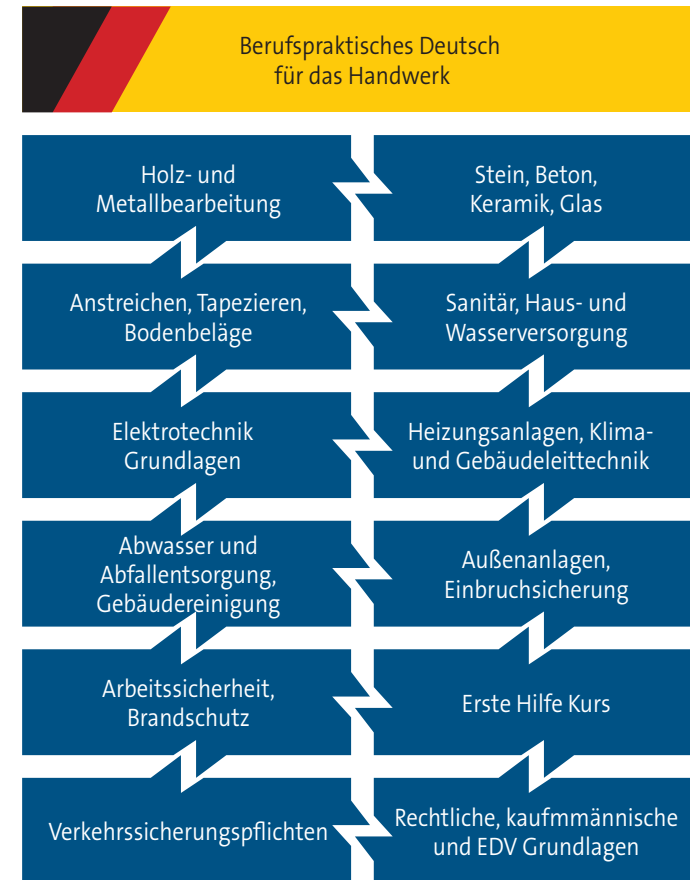 Berufspraktisches Deutsch
für das Handwerk
Holz- und
Metallbearbeitung
Stein, Beton,
Keramik, Glas
Anstreichen, Tapezieren,
Bodenbeläge
Sanitär, Haus- und
Wasserversorgung
Elektrotechnik
Grundlagen
Heizungsanlagen, Klima-
und Gebäudeleittechnik
Abwasser und
Abfallentsorgung,
Gebäudereinigung
Außenanlagen,
Einbruchsicherung
Arbeitssicherheit,
Brandschutz
Erste Hilfe Kurs
Verkehrssicherungspflichten
Rechtliche, kaufmmännische
und EDV Grundlagen